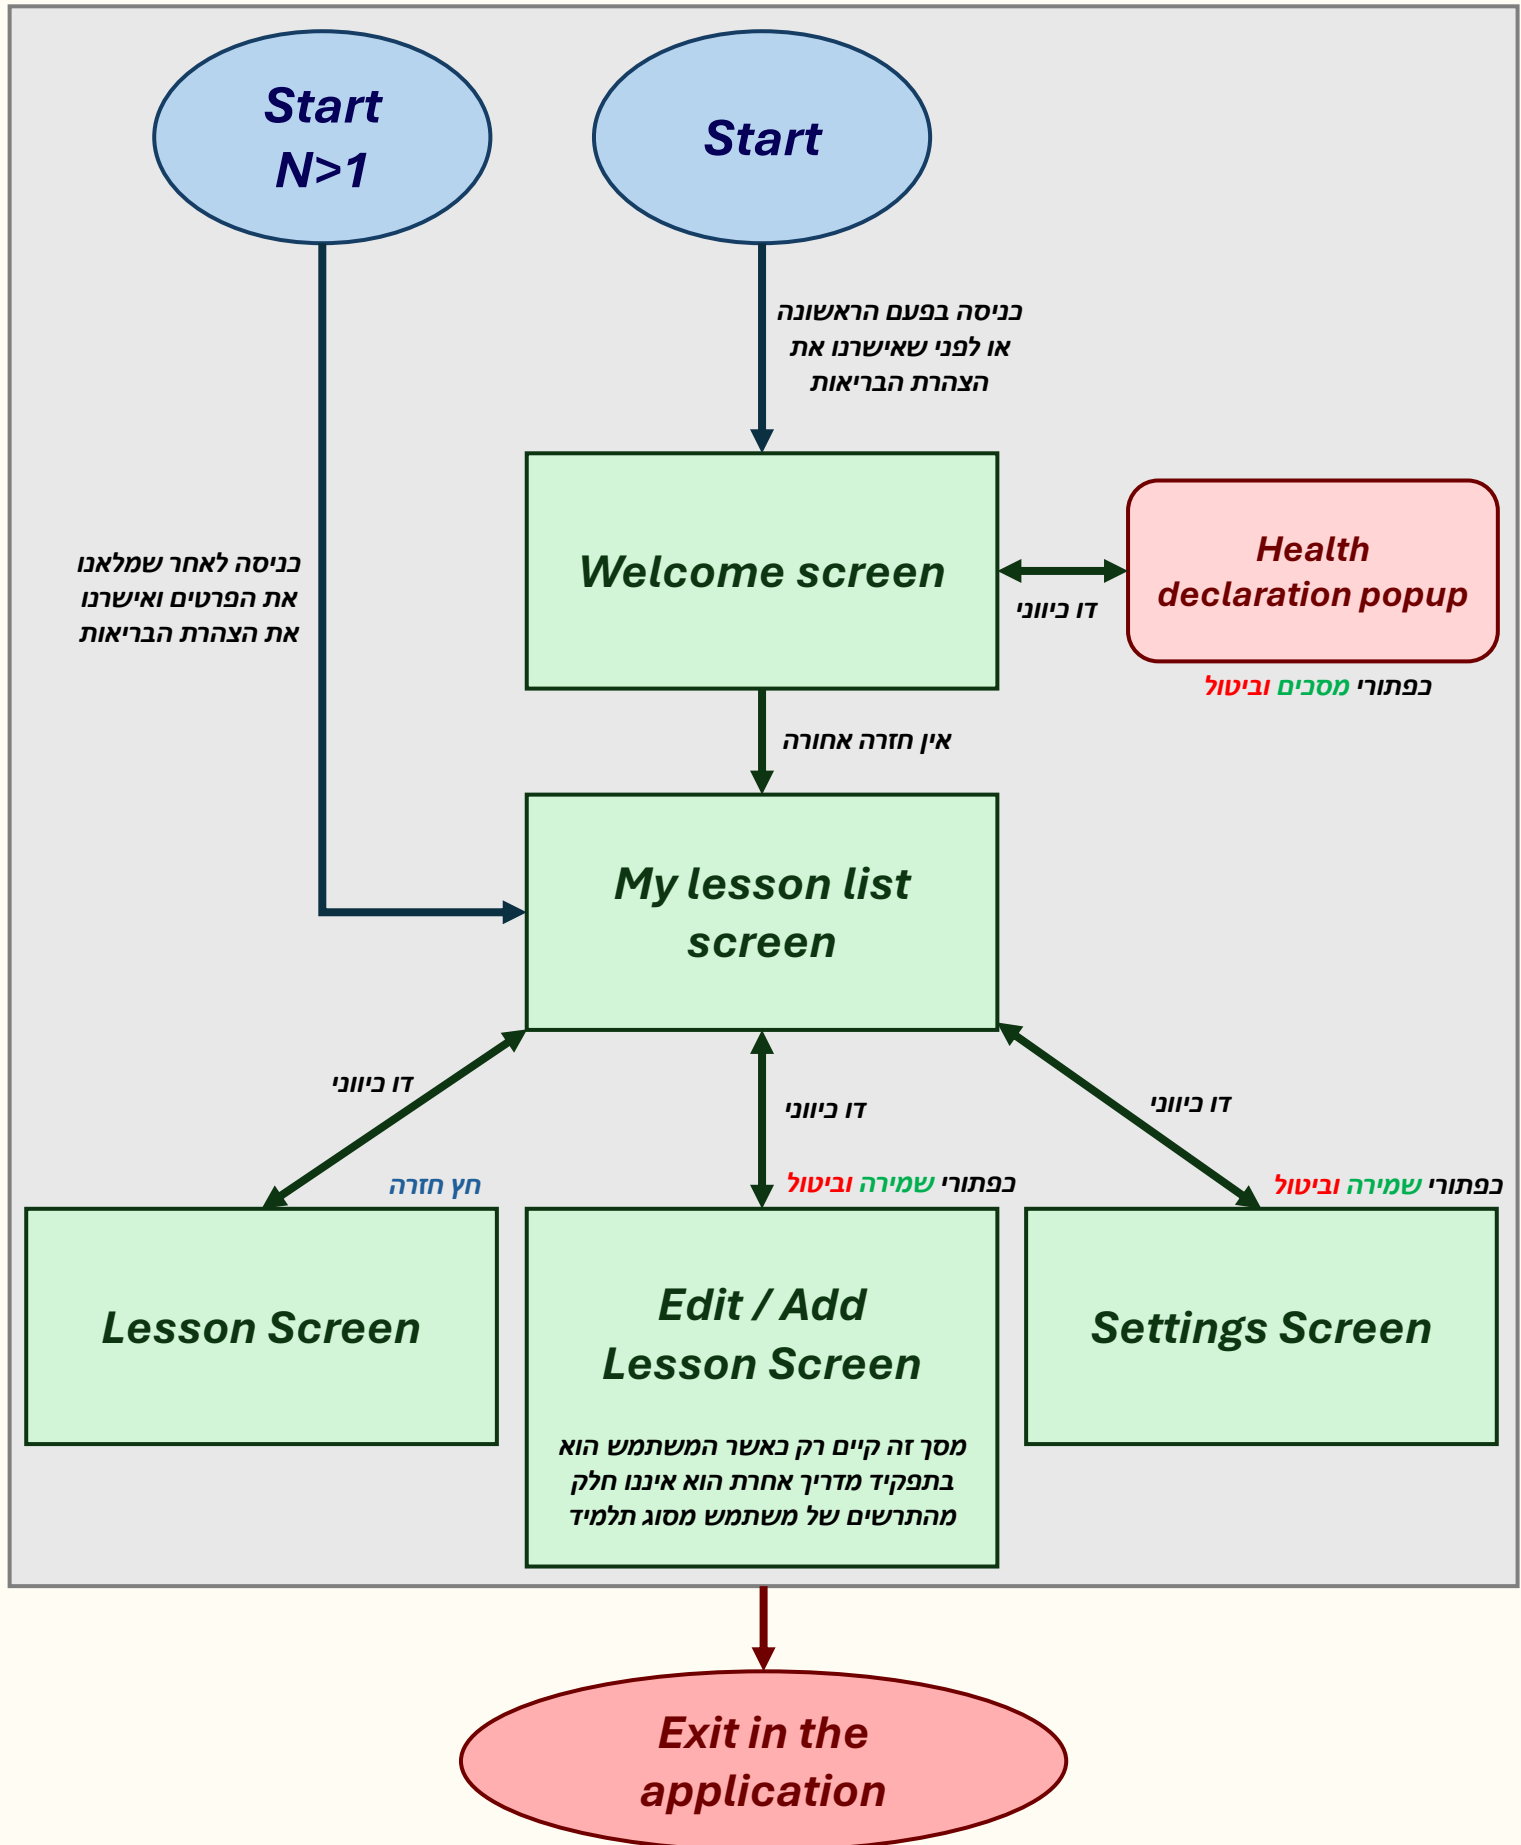 Start
N>1
Start
כניסה בפעם הראשונה
או לפני שאישרנו את
הצהרת הבריאות
Welcome screen
Health
declaration popup
דו כיווני
כפתורי מסכים וביטול
כניסה לאחר שמלאנו
את הפרטים ואישרנו
את הצהרת הבריאות
אין חזרה אחורה
My lesson list
screen
דו כיווני
דו כיווני
דו כיווני
חץ חזרה
כפתורי שמירה וביטול
כפתורי שמירה וביטול
Lesson Screen
Edit / Add
Lesson Screen
מסך זה קיים רק כאשר המשתמש הוא
בתפקיד מדריך אחרת הוא איננו חלק
מהתרשים של משתמש מסוג תלמיד
Settings Screen
Exit in the
application